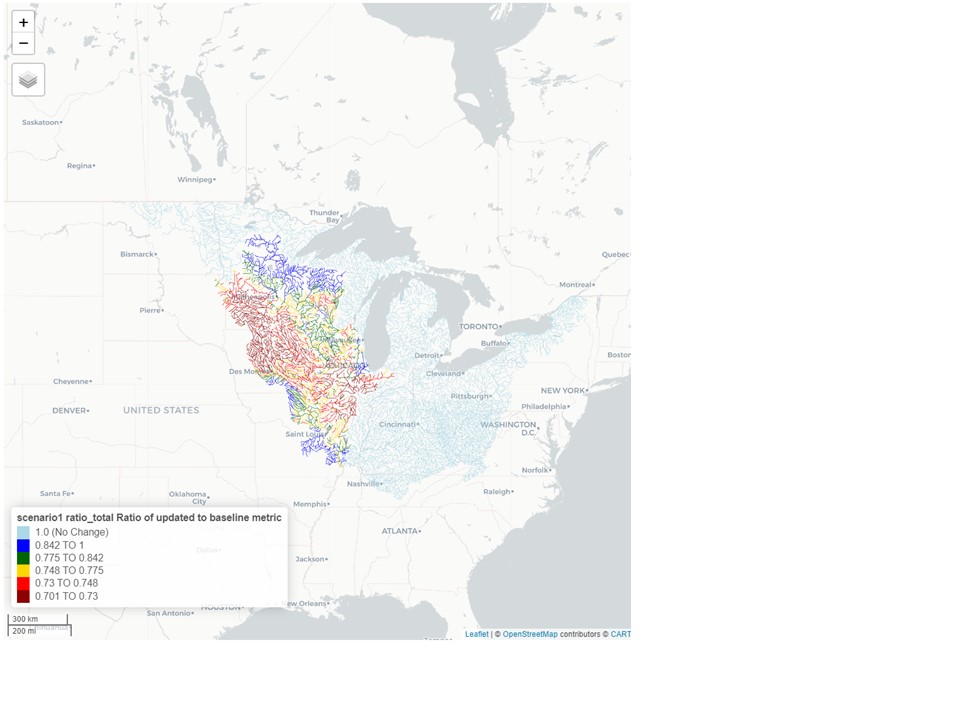 +
−
Saskatoon
Regina
Winnipeg
Thunder
Bay
Bismarck
Quebec
Montreal
Pierre
TORONTO
Buffalo
Boston
Detroit
Des Mo
Cleveland
Cheyenne
NEW YORK
Pittsburgh
DENVER
UNITED STATES
Philadelphia
Cincinnati
WASHINGTON
D.C.
Saint Louis
Norfolk
Nashville
Santa Fe
Oklahoma
City
Raleigh
Memphis
scenario1 ratio_total Ratio of updated to baseline metric
1.0 (No Change)
ATLANTA
0.842 TO 1
Dallas
0.775 TO 0.842
Jackson
0.748 TO 0.775
0.73 TO 0.748
0.701 TO 0.73
New Orleans
HOUSTON
San Antonio
300 km
200 mi
Leaflet | © OpenStreetMap contributors © CART